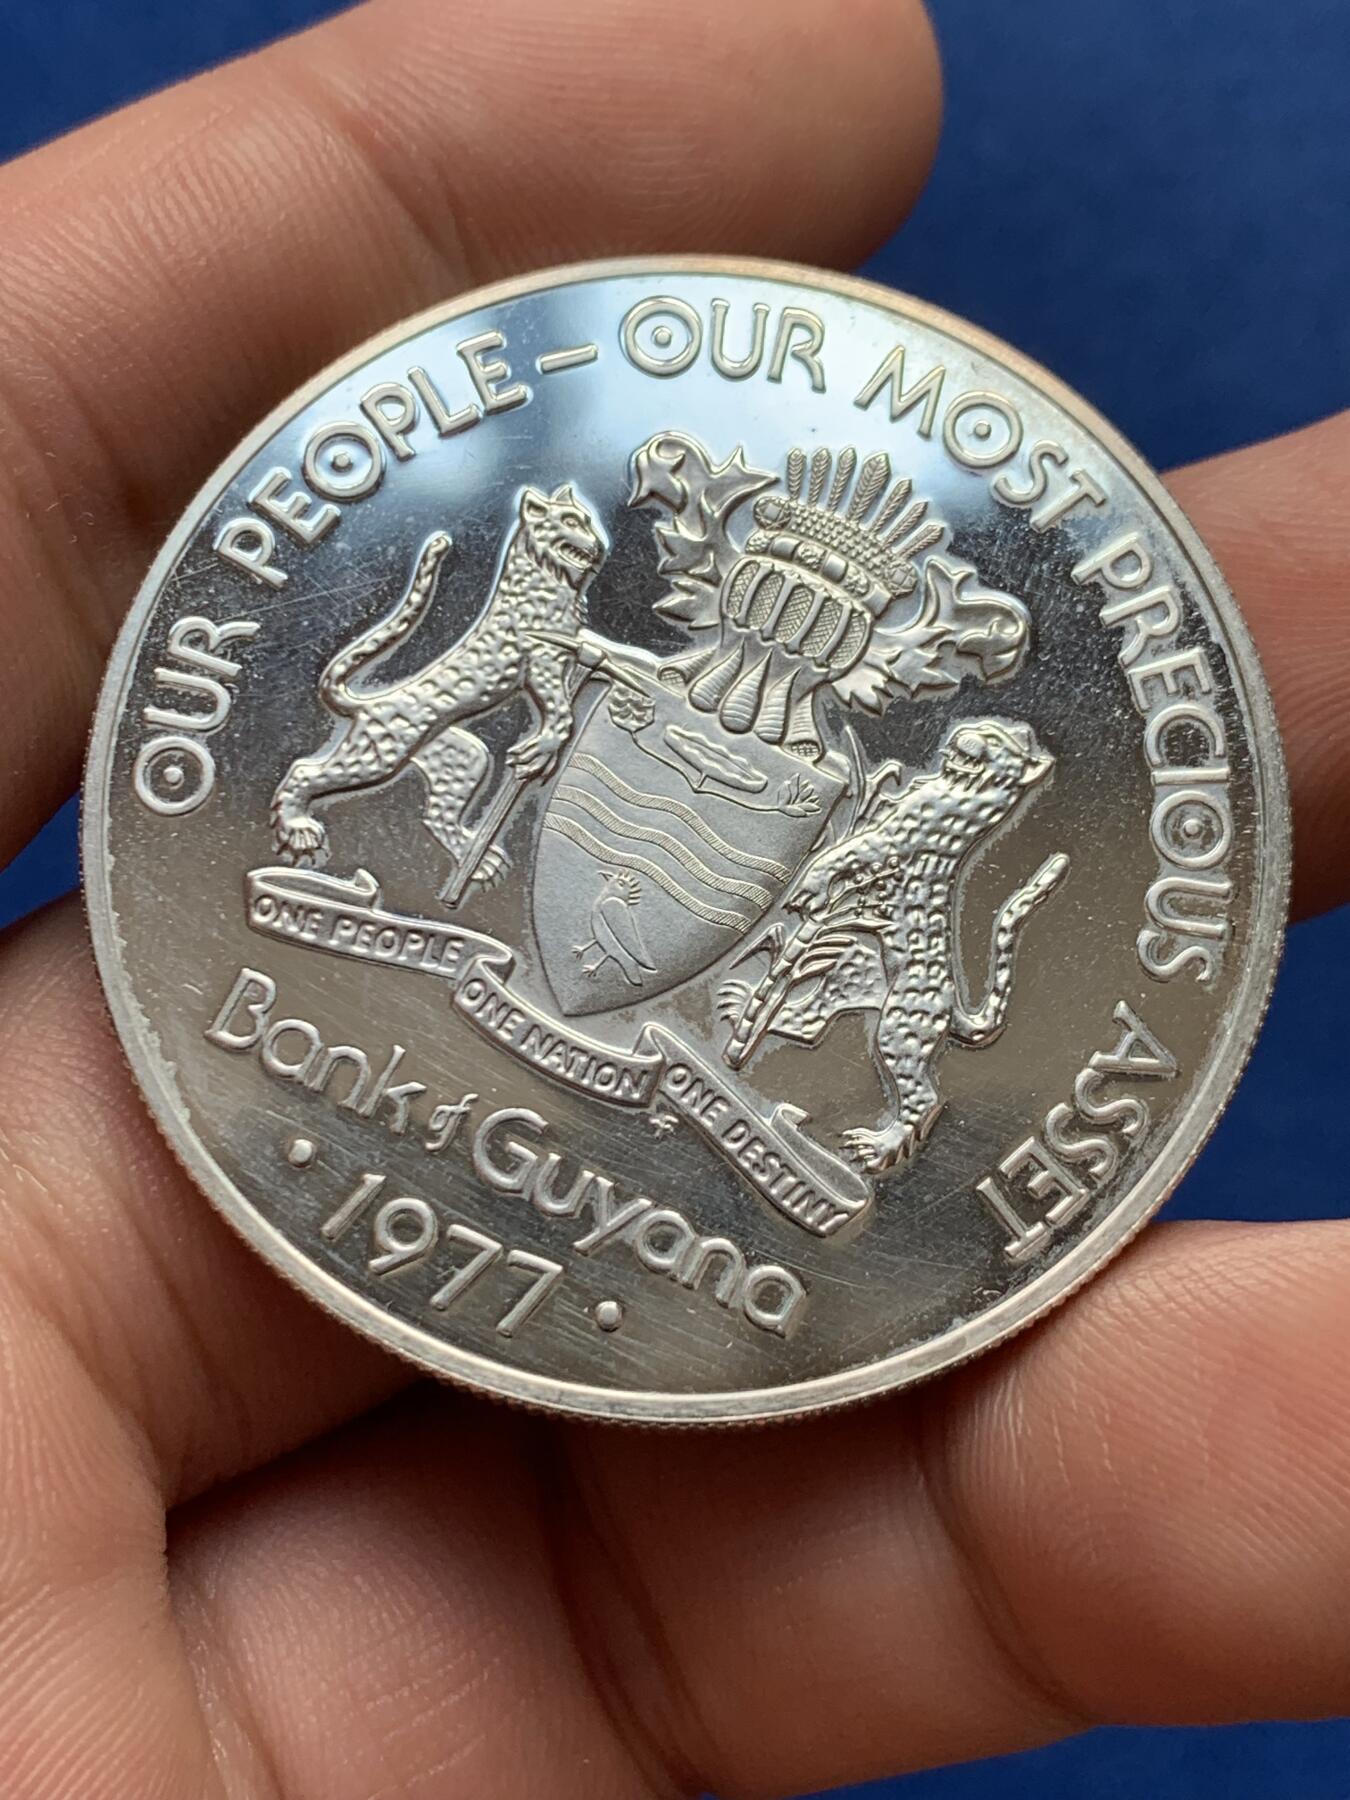 OUR PEOPLE – OUR MOST PRECIOUS ASSET
ONE PEOPLE
ONE NATION
ONE DESTINY
Bank of Guyana
• 1977 •